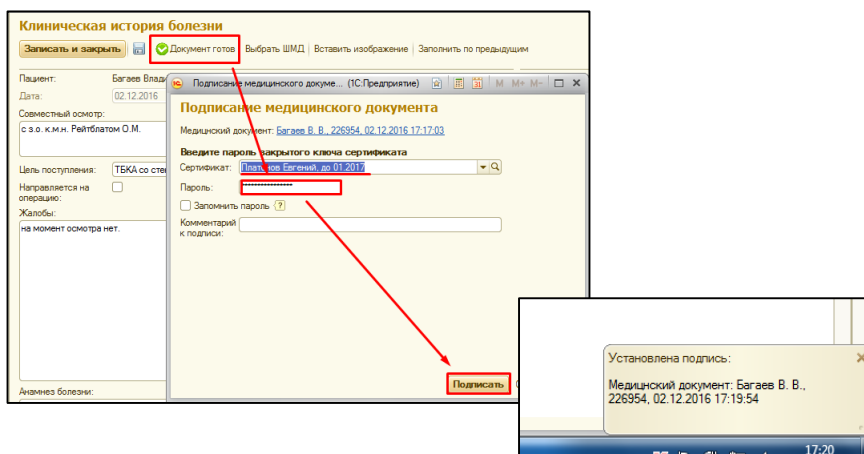 Клиническая история болезни
Записать и закрыть Документ готов Выбрать ШМД Вставить изображение Заполнить по предыдущим
Пациент: Багаев Влади
Дата: 02.12.2016
Совместный осмотр:
с з.о. к.м.н. Рейтблатом О.М.
Цель поступления: ТБКА со сте
Направляется на
операцию:
Жалобы:
на момент осмотра нет.
Анамнез болезни:
Подписание медицинского докуме... (1С:Предприятие) M M+ M-
Подписание медицинского документа
Медицинский документ: Багаев В. В., 226954, 02.12.2016 17:17:03
Введите пароль закрытого ключа сертификата
Сертификат: Платонов Евгений, до 01.2017
Пароль: ****************
Запомнить пароль ?
Комментарий
к подписи:
Подписать
Установлена подпись:
Медицнский документ: Багаев В. В.,
226954, 02.12.2016 17:19:54
17:20